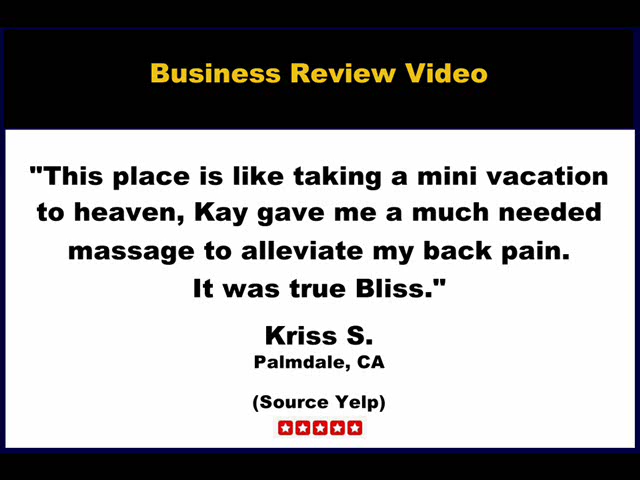 Business Review Video
"This place is like taking a mini vacation
to heaven, Kay gave me a much needed
massage to alleviate my back pain.
It was true Bliss."
Kriss S.
Palmdale, CA
(Source Yelp)